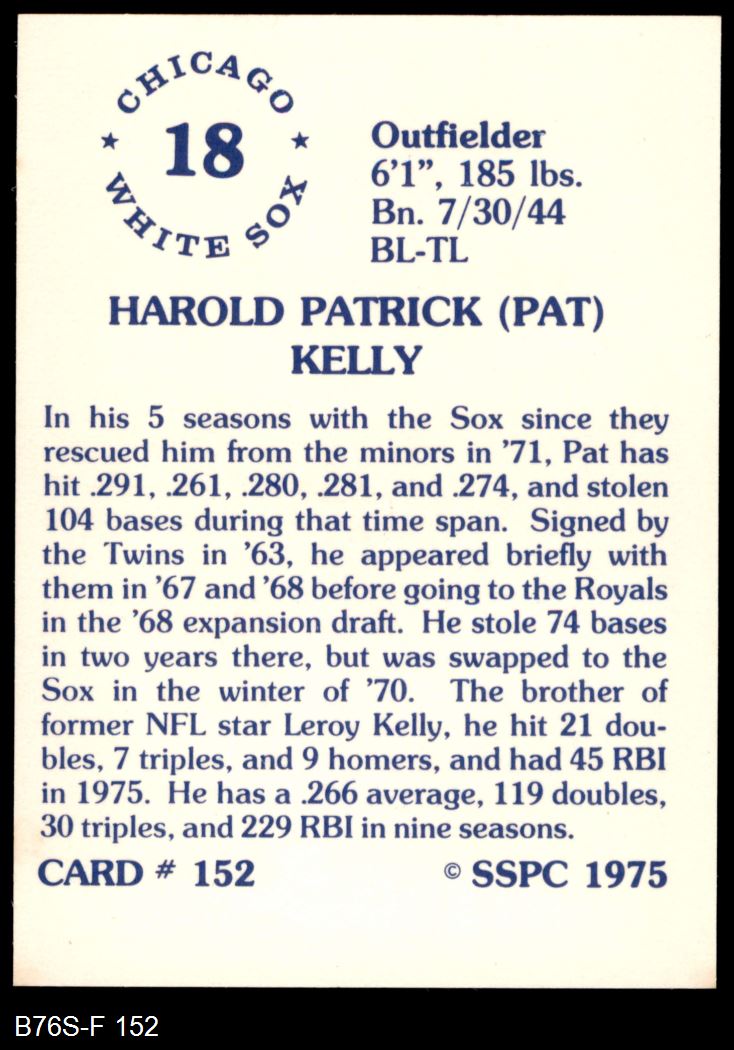 CHICAGO
18
WHITE SOX
Outfielder
6'1”, 185 lbs.
Bn. 7/30/44
BL-TL
HAROLD PATRICK (PAT)
KELLY
In his 5 seasons with the Sox since they
rescued him from the minors in ’71, Pat has
hit .291, .261, .280, .281, and .274, and stolen
104 bases during that time span. Signed by
the Twins in ’63, he appeared briefly with
them in ’67 and ’68 before going to the Royals
in the ’68 expansion draft. He stole 74 bases
in two years there, but was swapped to the
Sox in the winter of ’70. The brother of
former NFL star Leroy Kelly, he hit 21 dou-
bles, 7 triples, and 9 homers, and had 45 RBI
in 1975. He has a .266 average, 119 doubles,
30 triples, and 229 RBI in nine seasons.
CARD # 152 © SSPC 1975
B76S-F 152